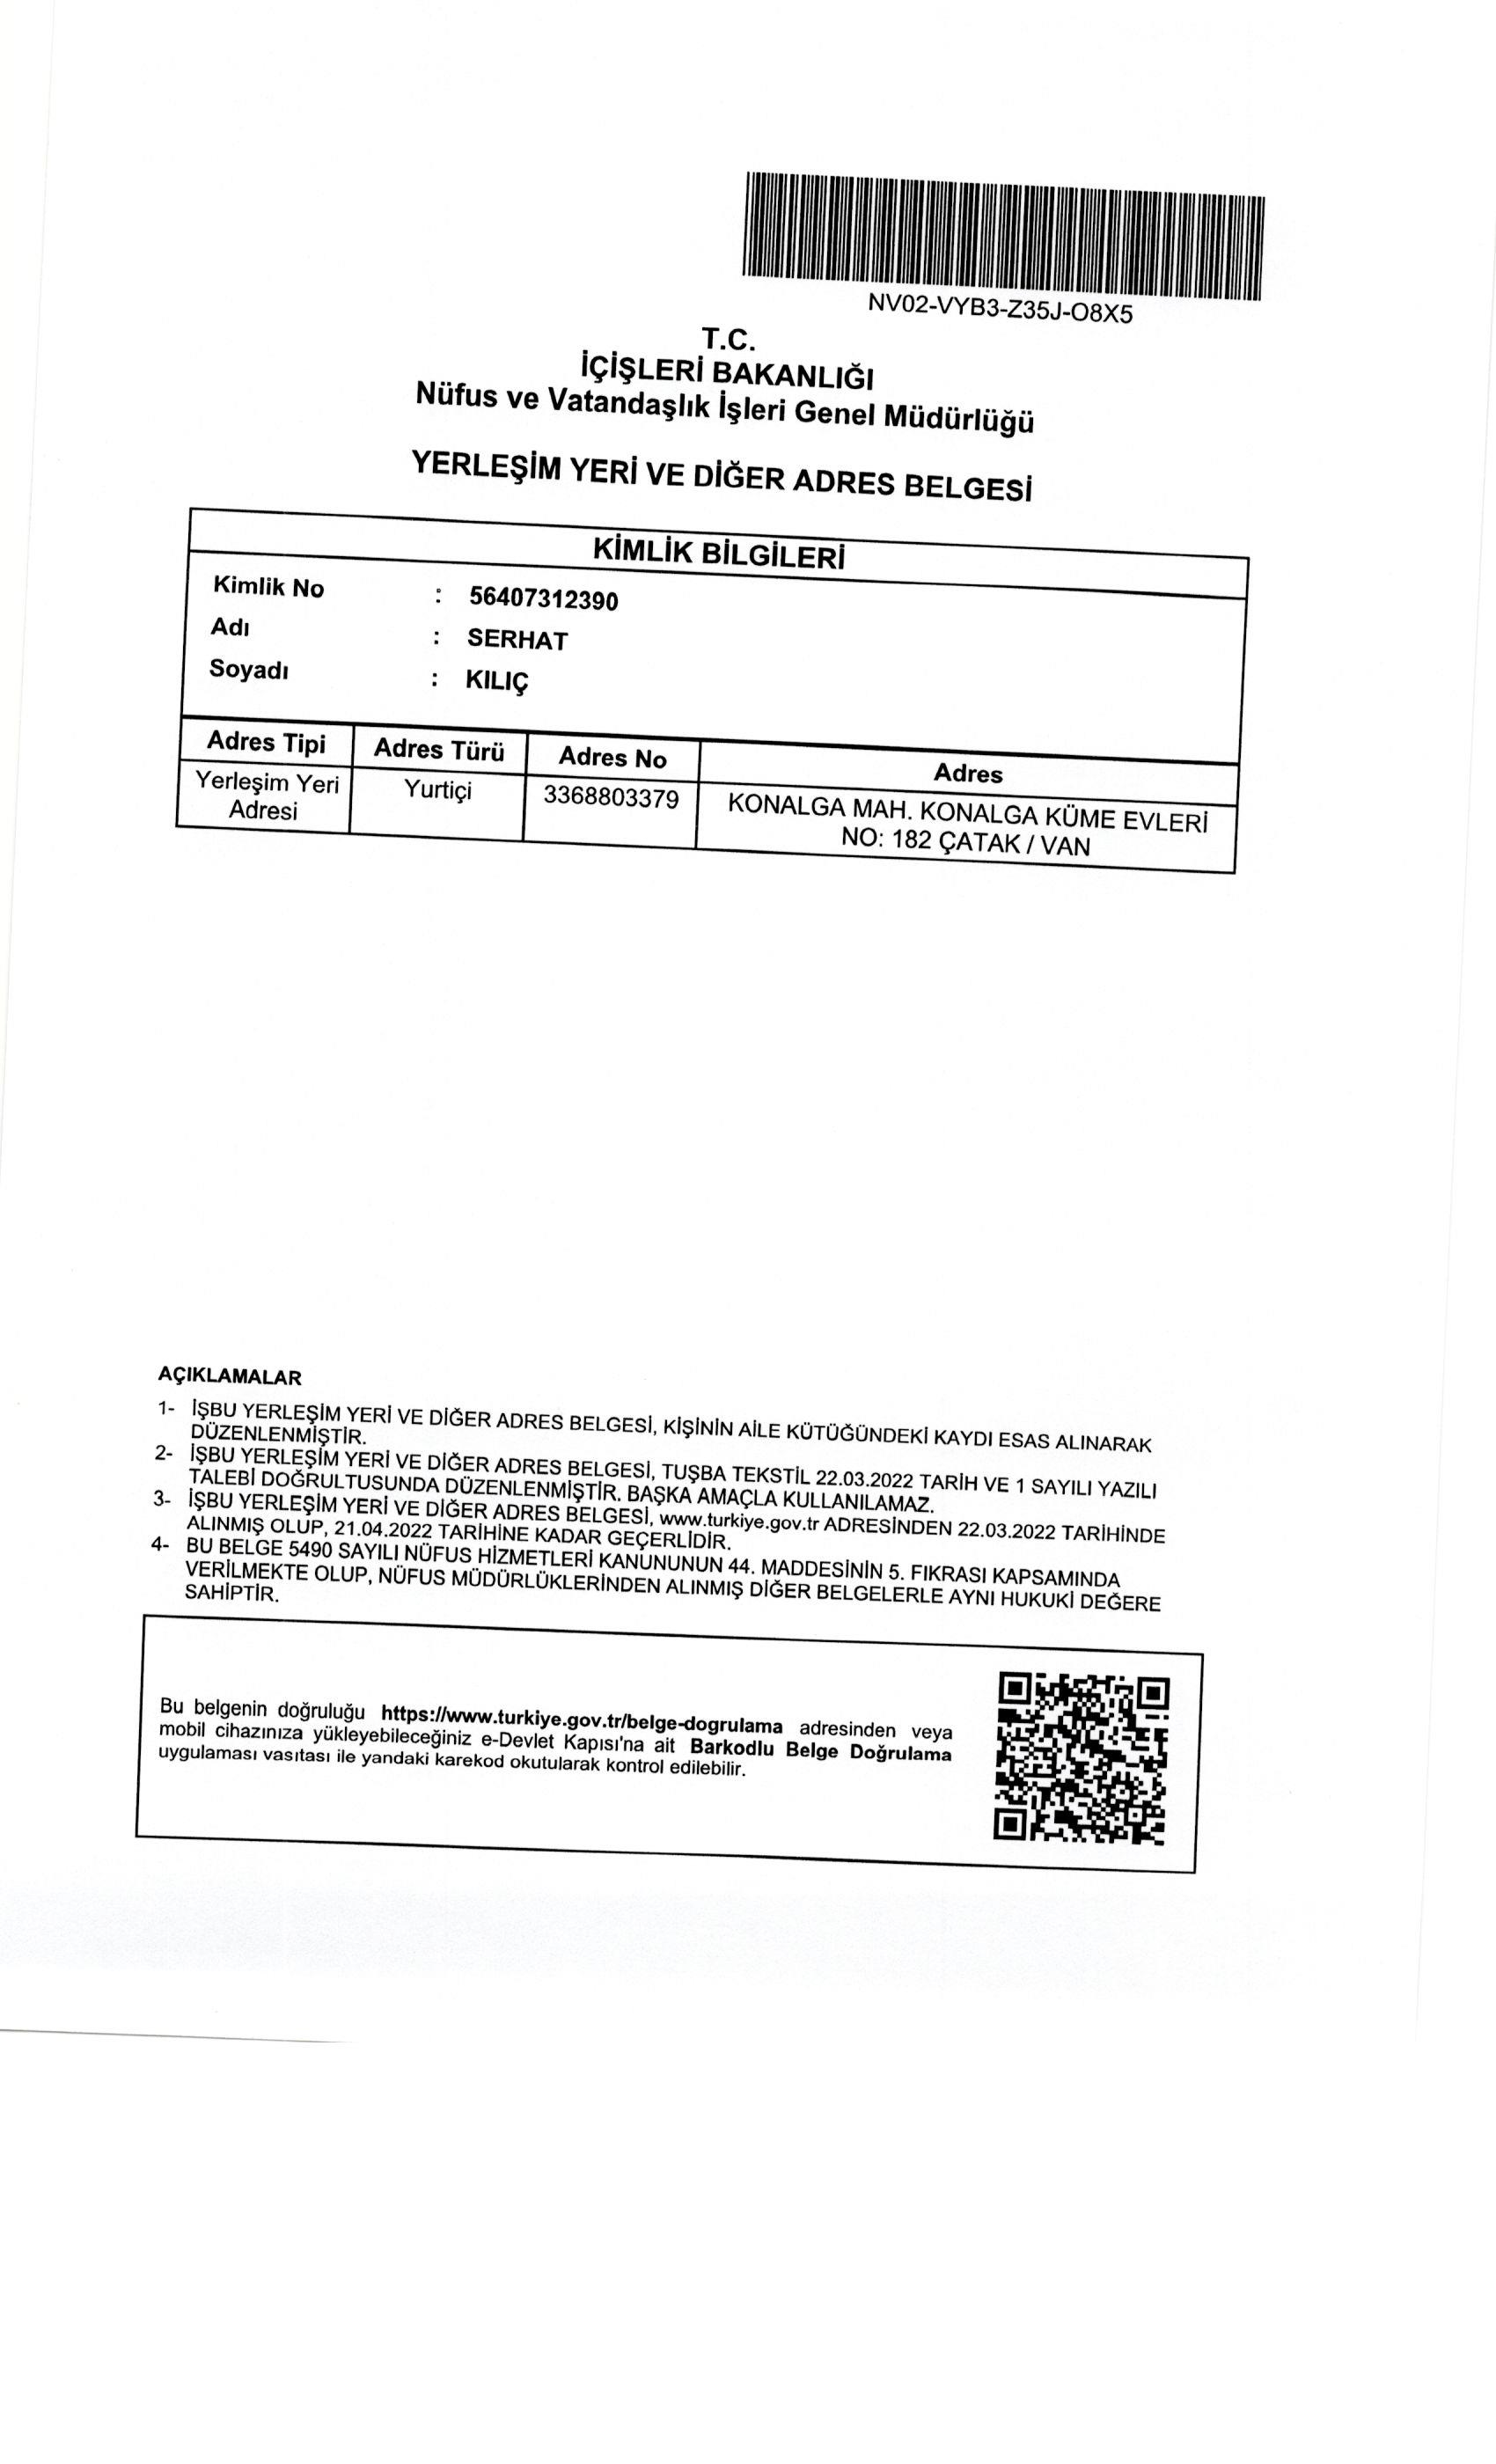 NV02-VYB3-Z35J-O8X5
T.C.
İÇİŞLERİ BAKANLIĞI
Nüfus ve Vatandaşlık İşleri Genel Müdürlüğü
YERLEŞİM YERİ VE DİĞER ADRES BELGESİ
KİMLİK BİLGİLERİ
Kimlik No : 56407312390
Adı : SERHAT
Soyadı : KILIÇ
Adres Tipi Adres Türü Adres No Adres
Yerleşim Yeri Adresi Yurtiçi 3368803379 KONALGA MAH. KONALGA KÜME EVLERİ
NO: 182 ÇATAK / VAN
AÇIKLAMALAR
1- İŞBU YERLEŞİM YERİ VE DİĞER ADRES BELGESİ, KİŞİNİN AİLE KÜTÜĞÜNDEKİ KAYDI ESAS ALINARAK
DÜZENLENMİŞTİR.
2- İŞBU YERLEŞİM YERİ VE DİĞER ADRES BELGESİ, TUŞBA TEKSTİL 22.03.2022 TARİH VE 1 SAYILI YAZILI
TALEBİ DOĞRULTUSUNDA DÜZENLENMİŞTİR. BAŞKA AMAÇLA KULLANILAMAZ.
3- İŞBU YERLEŞİM YERİ VE DİĞER ADRES BELGESİ, www.turkiye.gov.tr ADRESİNDEN 22.03.2022 TARİHİNDE
ALINMIŞ OLUP, 21.04.2022 TARİHİNE KADAR GEÇERLİDİR.
4- BU BELGE 5490 SAYILI NÜFUS HİZMETLERİ KANUNUNUN 44. MADDESİNİN 5. FIKRASI KAPSAMINDA
VERİLMEKTE OLUP, NÜFUS MÜDÜRLÜKLERİNDEN ALINMIŞ DİĞER BELGELERLE AYNI HUKUKİ DEĞERE
SAHİPTİR.
Bu belgenin doğruluğu https://www.turkiye.gov.tr/belge-dogrulama adresinden veya
mobil cihazınıza yükleyebileceğiniz e-Devlet Kapısı'na ait Barkodlu Belge Doğrulama
uygulaması vasıtası ile yandaki karekod okutularak kontrol edilebilir.